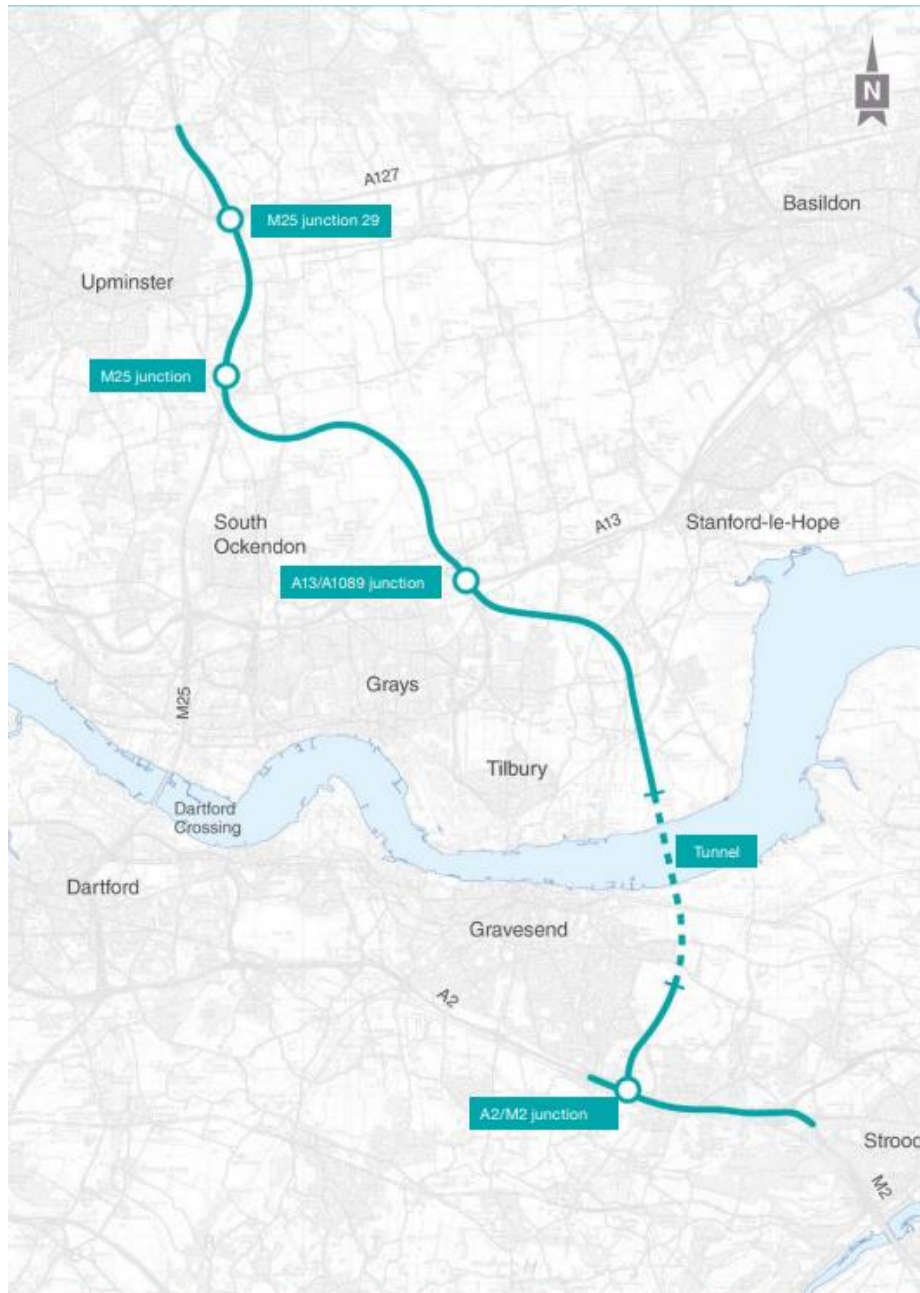 N
A127
Basildon
M25 junction 29
Upminster
M25 junction
South
Ockendon
A13
Stanford-le-Hope
A13/A1089 junction
Grays
M25
Tilbury
Dartford
Crossing
Tunnel
Dartford
Gravesend
A2
A2/M2 junction
Strood
M2